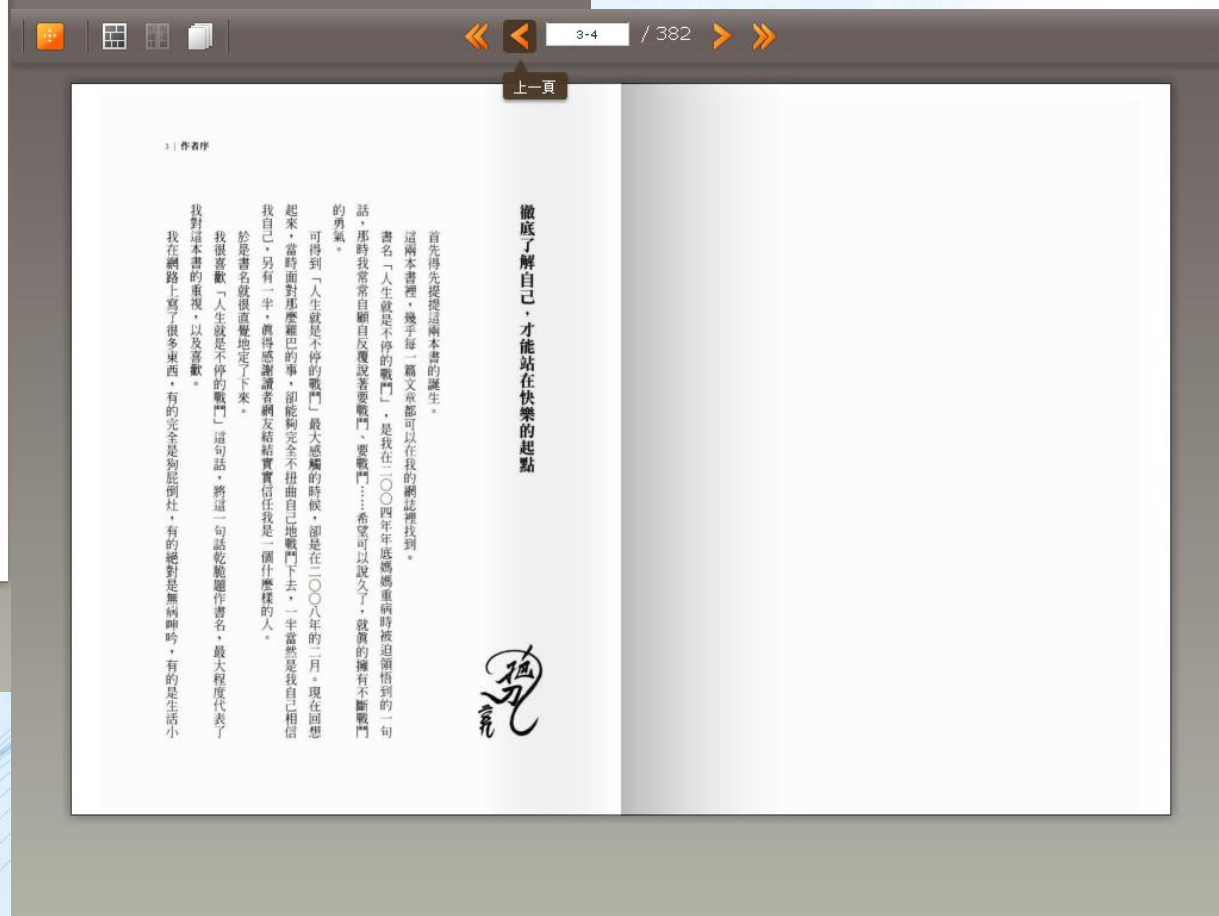 3-4
/ 382
上一頁
3 | 作者序
徹底了解自己，才能站在快樂的起點
首先得先提提這兩本書的誕生。
這兩本書裡，幾乎每一篇文章都可以在我的網誌裡找到。
書名「人生就是不停的戰鬥」，是我在二〇〇四年年底媽媽重病時被迫領悟到的一句
話，那時我常常自顧自反覆說著要戰鬥、要戰鬥……希望可以說久了，就真的擁有不斷戰鬥
的勇氣。
可得到「人生就是不停的戰鬥」最大感觸的時候，卻是在二〇〇八年的二月。現在回想
起來，當時面對那麼雞巴的事，卻能夠完全不扭曲自己地戰鬥下去，一半當然是我自己相信
我自己，另有一半，真得感謝讀者網友結結實實信任我是一個什麼樣的人。
於是書名就很直覺地定了下來。
我很喜歡「人生就是不停的戰鬥」這句話，將這一句話乾脆題作書名，最大程度代表了
我對這本書的重視，以及喜歡。
我在網路上寫了很多東西，有的完全是狗屁倒灶，有的絕對是無病呻吟，有的是生活小